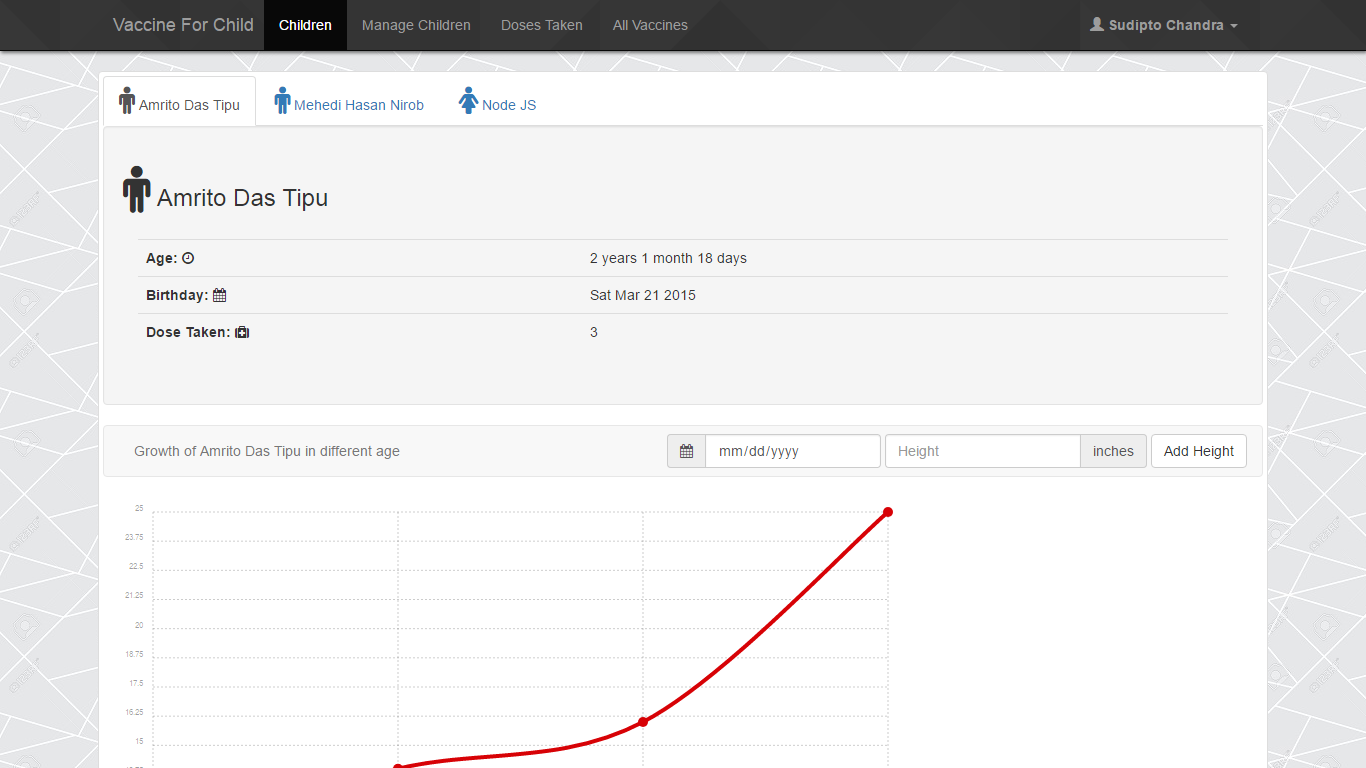 Vaccine For Child Children Manage Children Doses Taken All Vaccines Sudipto Chandra
Amrito Das Tipu Mehedi Hasan Nirob Node JS
Amrito Das Tipu
Age: 2 years 1 month 18 days
Birthday: Sat Mar 21 2015
Dose Taken: 3
Growth of Amrito Das Tipu in different age mm/dd/yyyy Height inches Add Height
25
23.75
22.5
21.25
20
18.75
17.5
16.25
15